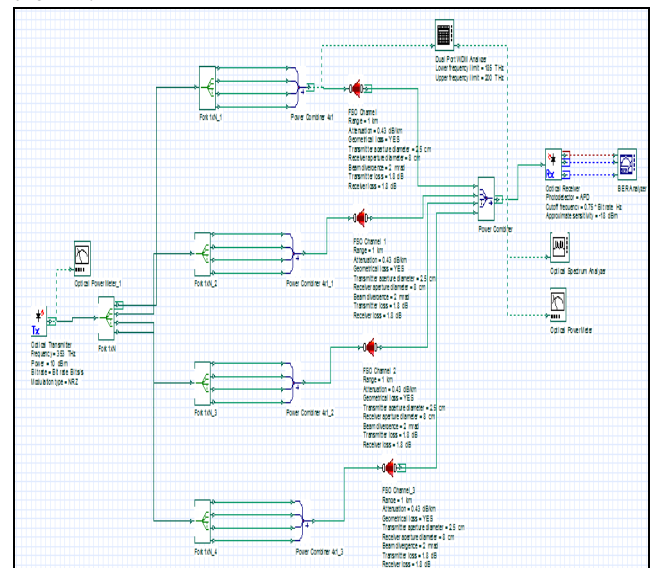 Dual Port WDM Analyzer
Lower frequency limit = 185 THz
Upper frequency limit = 200 THz
Fork 1xN_1
Power Combiner 4x1
FSO Channel
Range = 1 km
Attenuation = 0.43 dB/km
Geometrical loss = YES
Transmitter aperture diameter = 2.5 cm
Receiver aperture diameter = 8 cm
Beam divergence = 2 mrad
Transmitter loss = 1.8 dB
Receiver loss = 1.8 dB
Power Combiner
Rx
Optical Receiver
Photodetector = APD
Cutoff frequency = 0.75 * Bit rate Hz
Approximate sensitivity = -18 dBm
BER Analyzer
Optical Power Meter_1
Fork 1xN_2
Power Combiner 4x1_1
FSO Channel 1
Range = 1 km
Attenuation = 0.43 dB/km
Geometrical loss = YES
Transmitter aperture diameter = 2.5 cm
Receiver aperture diameter = 8 cm
Beam divergence = 2 mrad
Transmitter loss = 1.8 dB
Receiver loss = 1.8 dB
Optical Spectrum Analyzer
Optical Power Meter
Tx
Optical Transmitter
Frequency = 353 THz
Power = 10 dBm
Bit rate = Bit rate Bits/s
Modulation type = NRZ
Fork 1xN
Fork 1xN_3
Power Combiner 4x1_2
FSO Channel 2
Range = 1 km
Attenuation = 0.43 dB/km
Geometrical loss = YES
Transmitter aperture diameter = 2.5 cm
Receiver aperture diameter = 8 cm
Beam divergence = 2 mrad
Transmitter loss = 1.8 dB
Receiver loss = 1.8 dB
Fork 1xN_4
Power Combiner 4x1_3
FSO Channel_3
Range = 1 km
Attenuation = 0.43 dB/km
Geometrical loss = YES
Transmitter aperture diameter = 2.5 cm
Receiver aperture diameter = 8 cm
Beam divergence = 2 mrad
Transmitter loss = 1.8 dB
Receiver loss = 1.8 dB